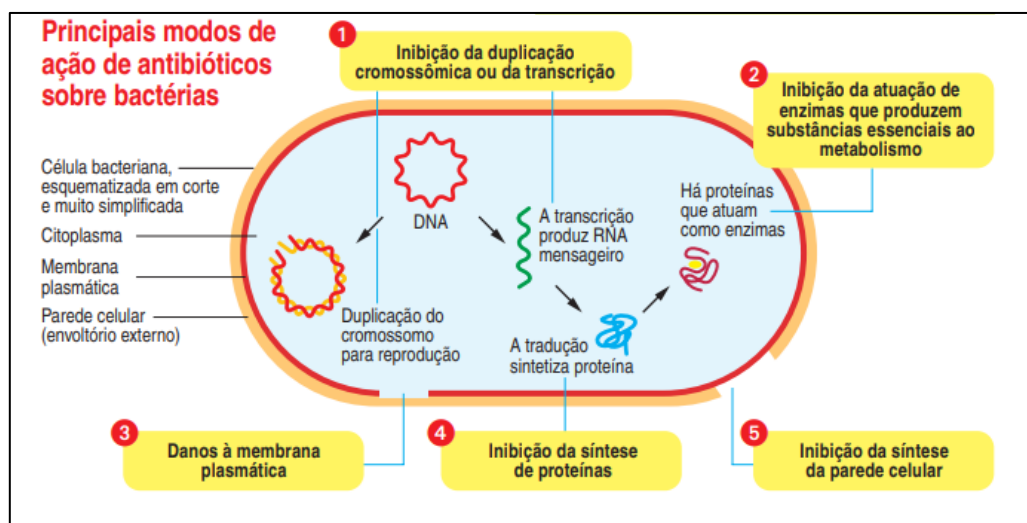 Principais modos de
ação de antibióticos
sobre bactérias
1
Inibição da duplicação
cromossômica ou da transcrição
2
Inibição da atuação de
enzimas que produzem
substâncias essenciais ao
metabolismo
Célula bacteriana,
esquematizada em corte
e muito simplificada
Citoplasma
Membrana
plasmática
Parede celular
(envoltório externo)
DNA
Duplicação do
cromossomo
para reprodução
A transcrição
produz RNA
mensageiro
A tradução
sintetiza proteína
Há proteínas
que atuam
como enzimas
3
Danos à membrana
plasmática
4
Inibição da síntese
de proteínas
5
Inibição da síntese
da parede celular